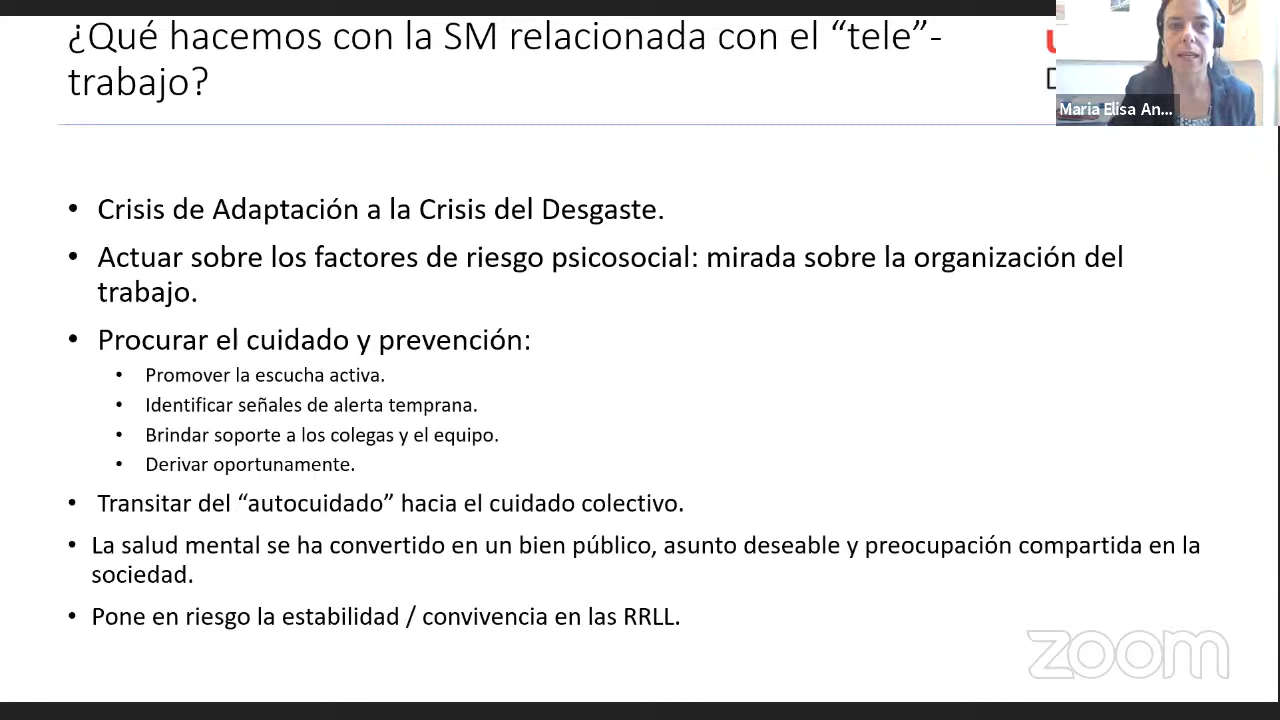 ¿Qué hacemos con la SM relacionada con el “tele”-
trabajo?
Maria Elisa An...
• Crisis de Adaptación a la Crisis del Desgaste.
• Actuar sobre los factores de riesgo psicosocial: mirada sobre la organización del
trabajo.
• Procurar el cuidado y prevención:
• Promover la escucha activa.
• Identificar señales de alerta temprana.
• Brindar soporte a los colegas y el equipo.
• Derivar oportunamente.
• Transitar del “autocuidado” hacia el cuidado colectivo.
• La salud mental se ha convertido en un bien público, asunto deseable y preocupación compartida en la
sociedad.
• Pone en riesgo la estabilidad / convivencia en las RRLL.
zoom